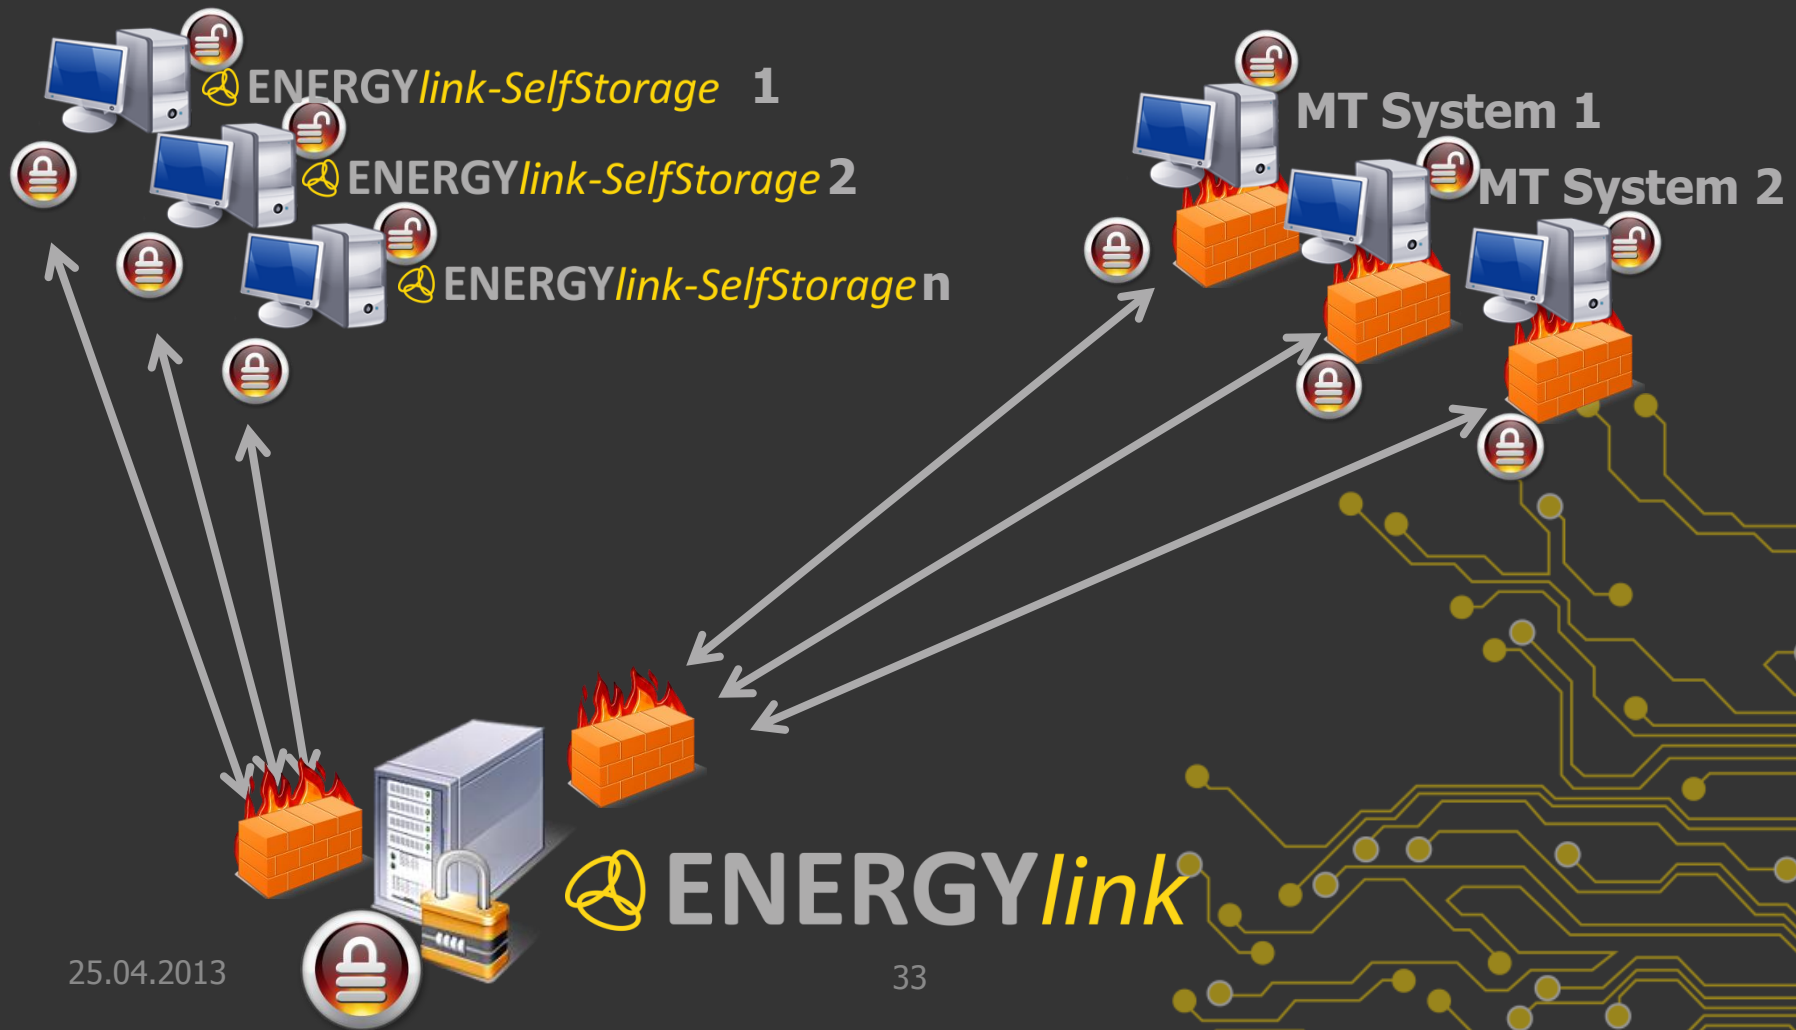 ENERGYlink-SelfStorage 1
ENERGYlink-SelfStorage 2
ENERGYlink-SelfStorage n
MT System 1
MT System 2
ENERGYlink
25.04.2013
33